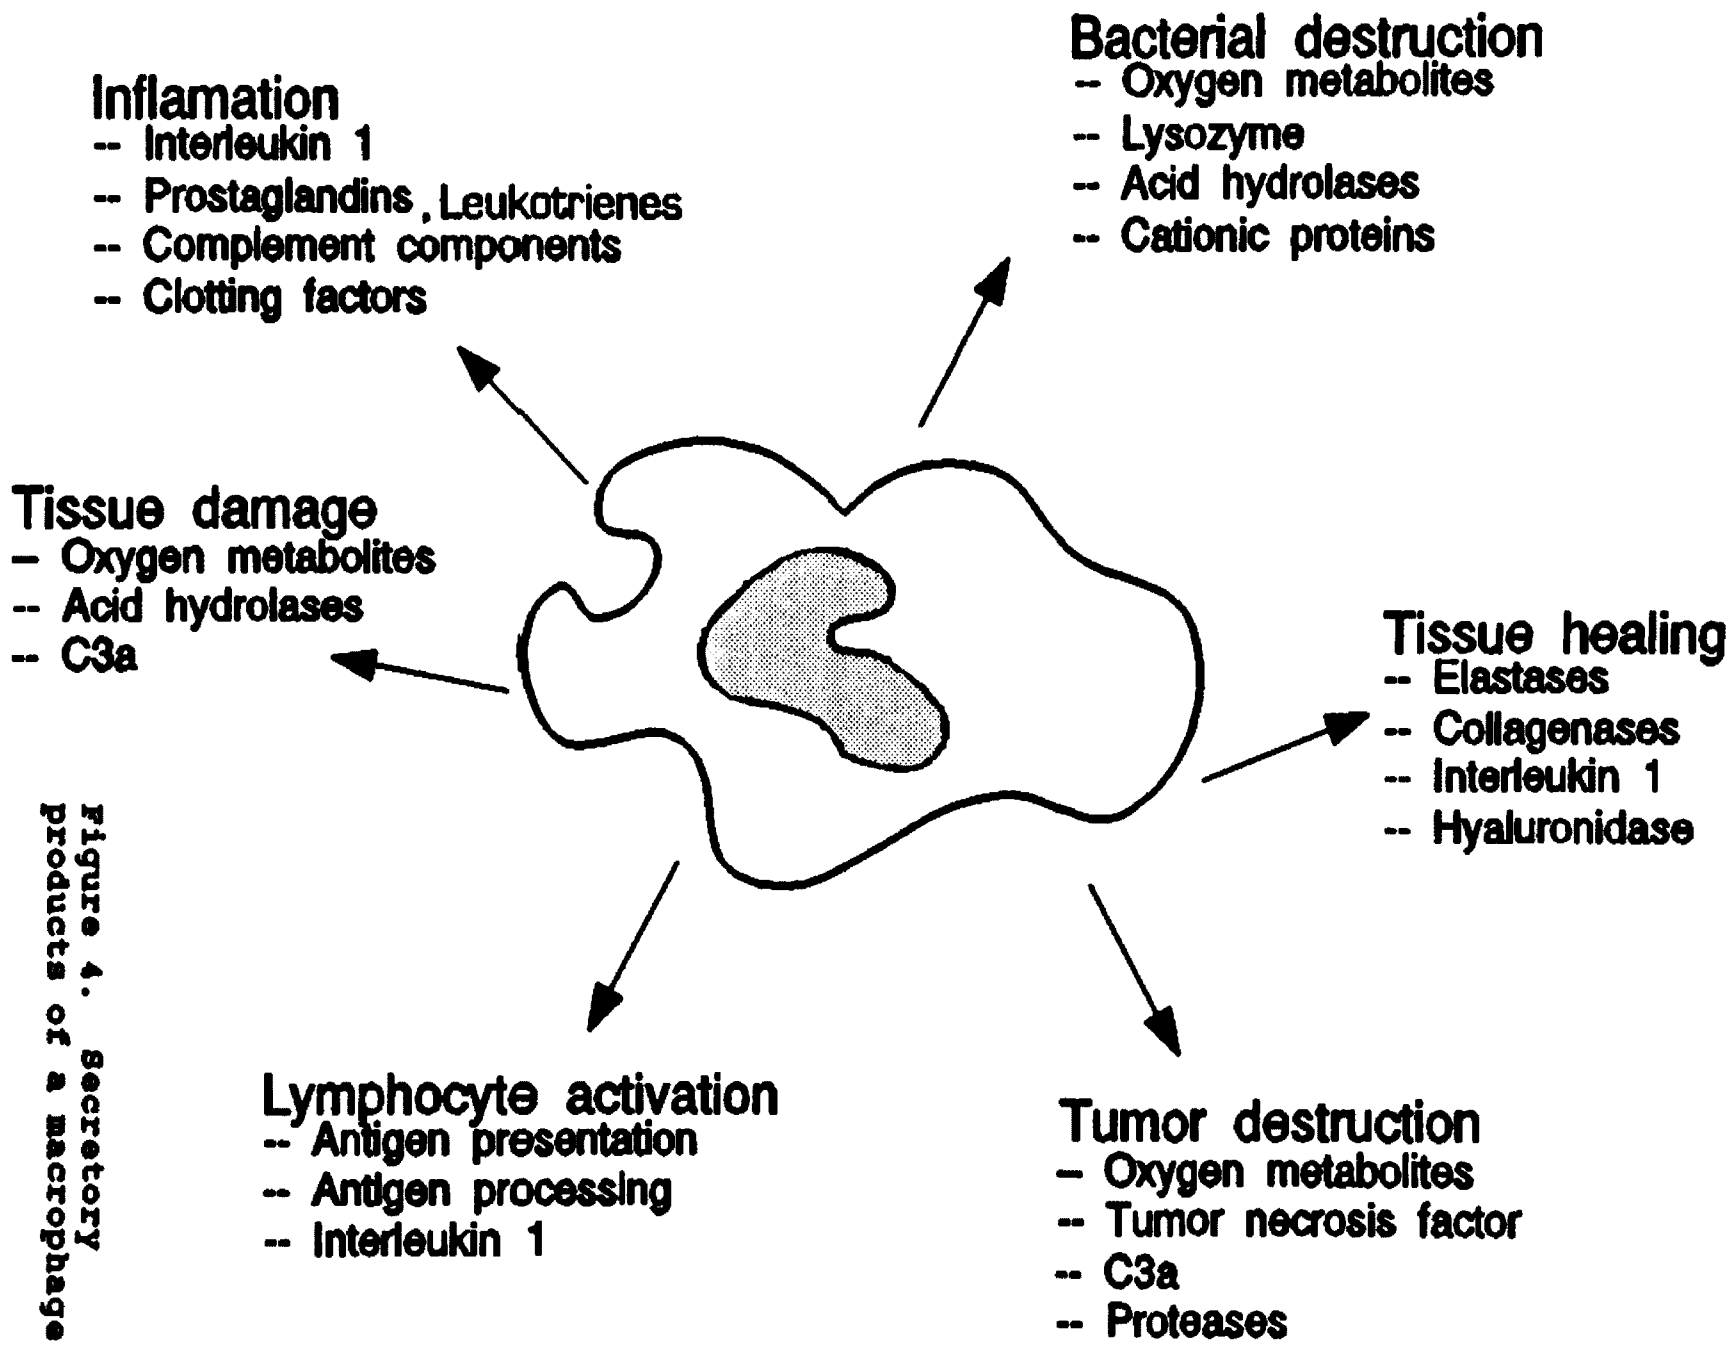 Inflamation
-- Interleukin 1
-- Prostaglandins, Leukotrienes
-- Complement components
-- Clotting factors
Bacterial destruction
-- Oxygen metabolites
-- Lysozyme
-- Acid hydrolases
-- Cationic proteins
Tissue damage
-- Oxygen metabolites
-- Acid hydrolases
-- C3a
Tissue healing
-- Elastases
-- Collagenases
-- Interleukin 1
-- Hyaluronidase
Lymphocyte activation
-- Antigen presentation
-- Antigen processing
-- Interleukin 1
Tumor destruction
-- Oxygen metabolites
-- Tumor necrosis factor
-- C3a
-- Proteases
Figure 4. Secretory
products of a macrophage